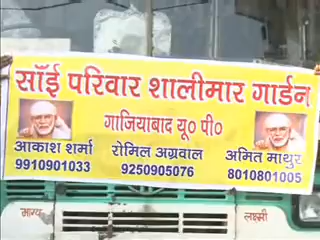 सॉई परिवार शालीमार गार्डन
गाजियाबाद यू० पी०
आकाश शर्मा रोमिल अग्रवाल अमित माथुर
9910901033 9250905076 8010801005
भाग्य लक्ष्मी